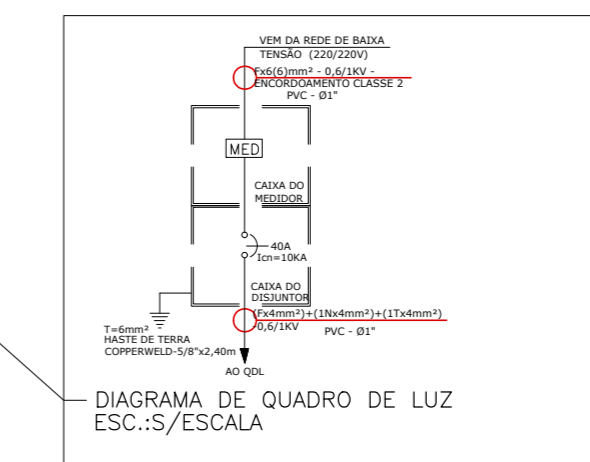 VEM DA REDE DE BAIXA
TENSÃO (220/220V)
Fx6(6)mm² - 0,6/1KV -
ENCORDOAMENTO CLASSE 2
PVC - Ø1"
MED
CAIXA DO
MEDIDOR
40A
Icn=10KA
CAIXA DO
DISJUNTOR
(Fx4mm²)+(1Nx4mm²)+(1Tx4mm²)
-0,6/1KV
PVC - Ø1"
T=6mm²
HASTE DE TERRA
COPPERWELD-5/8"x2,40m
AO QDL
DIAGRAMA DE QUADRO DE LUZ
ESC.:S/ESCALA